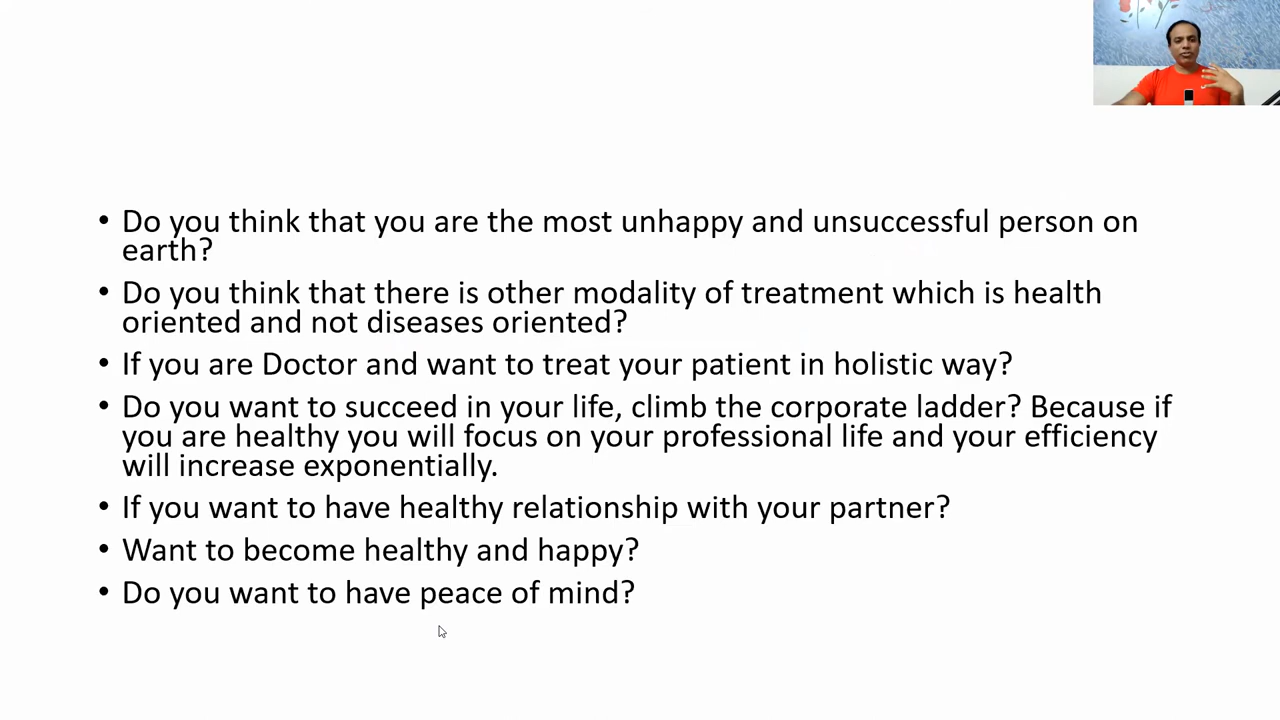 • Do you think that you are the most unhappy and unsuccessful person on
earth?
• Do you think that there is other modality of treatment which is health
oriented and not diseases oriented?
• If you are Doctor and want to treat your patient in holistic way?
• Do you want to succeed in your life, climb the corporate ladder? Because if
you are healthy you will focus on your professional life and your efficiency
will increase exponentially.
• If you want to have healthy relationship with your partner?
• Want to become healthy and happy?
• Do you want to have peace of mind?